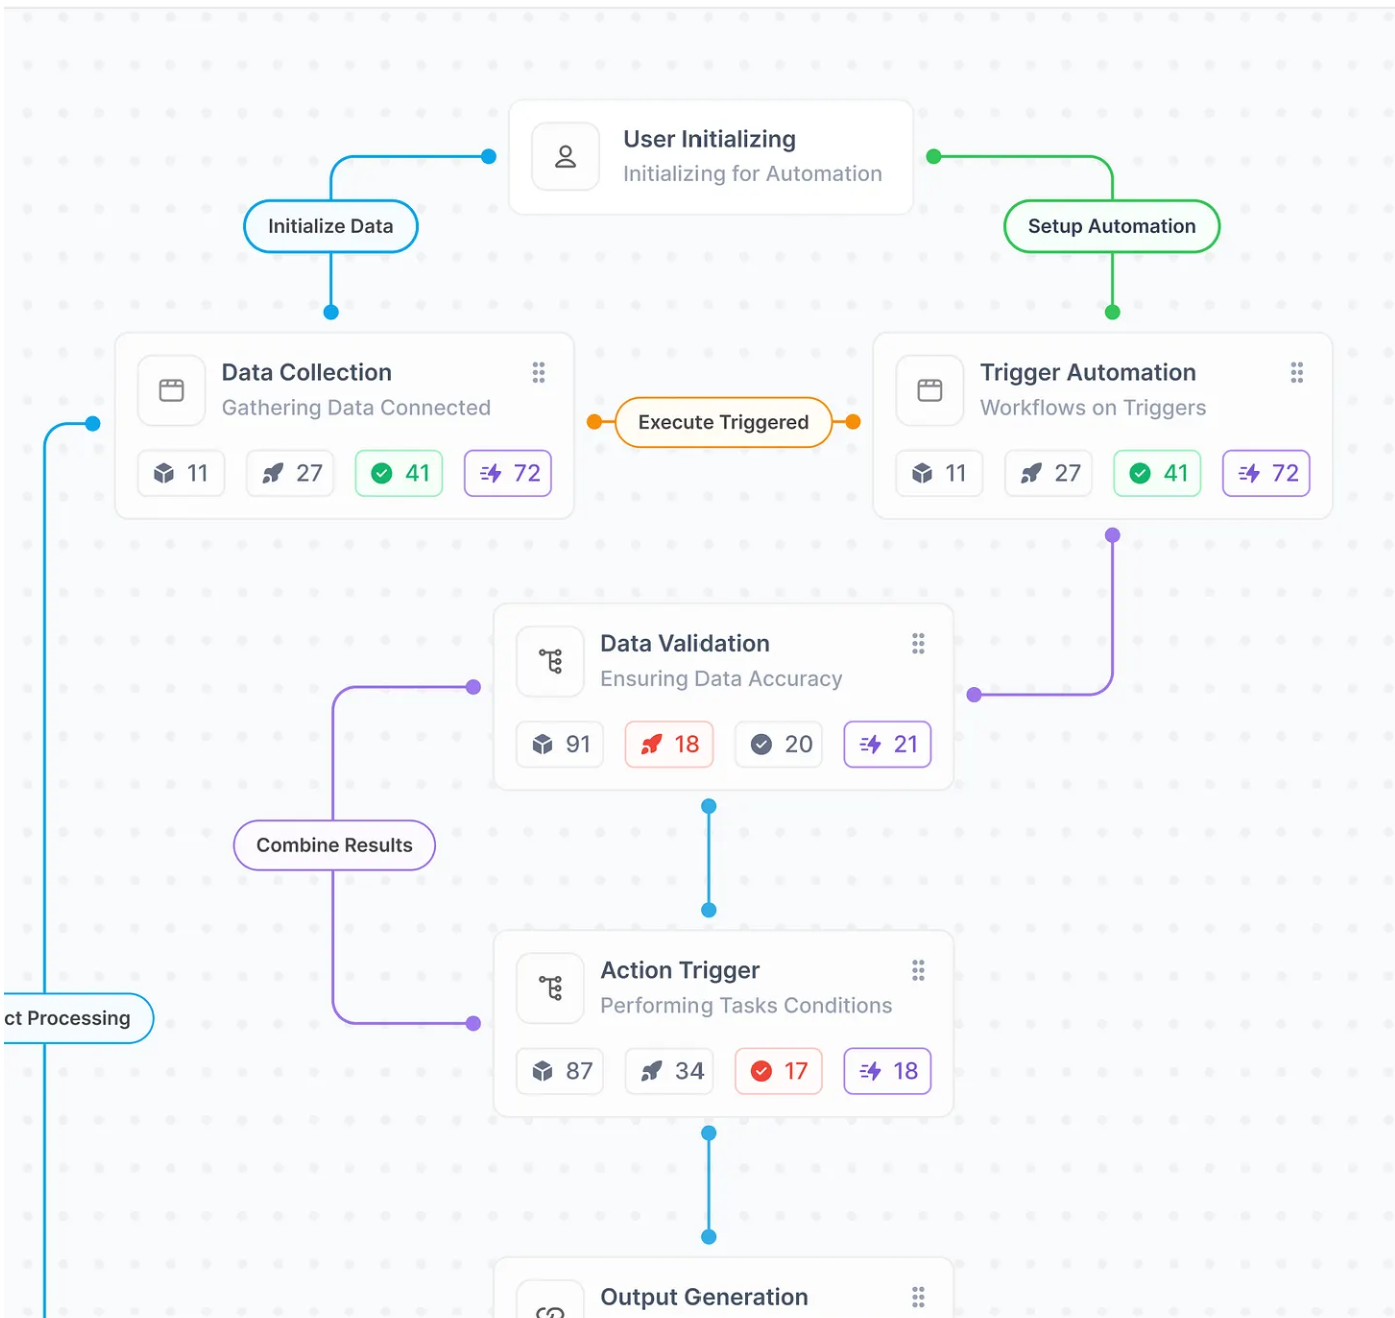 User Initializing
Initializing for Automation
Initialize Data
Setup Automation
Data Collection
Gathering Data Connected
11
27
41
72
Execute Triggered
Trigger Automation
Workflows on Triggers
11
27
41
72
Data Validation
Ensuring Data Accuracy
91
18
20
21
Combine Results
Action Trigger
Performing Tasks Conditions
87
34
17
18
ct Processing
Output Generation